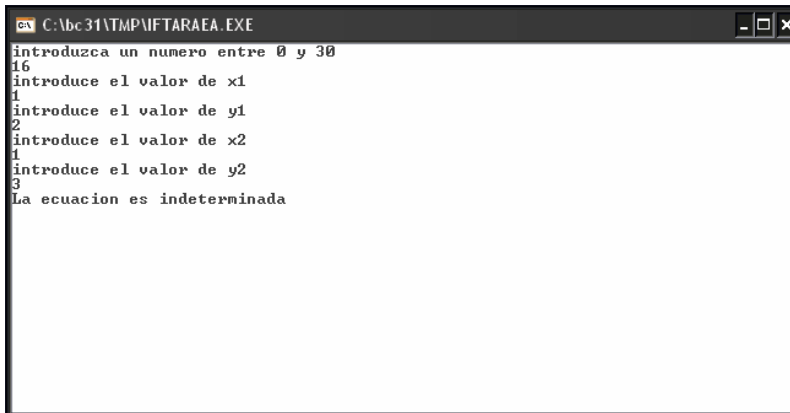 C:\bc31\TMP\IFTARAEA.EXE
introduzca un numero entre 0 y 30
16
introduce el valor de x1
1
introduce el valor de y1
2
introduce el valor de x2
1
introduce el valor de y2
3
La ecuacion es indeterminada